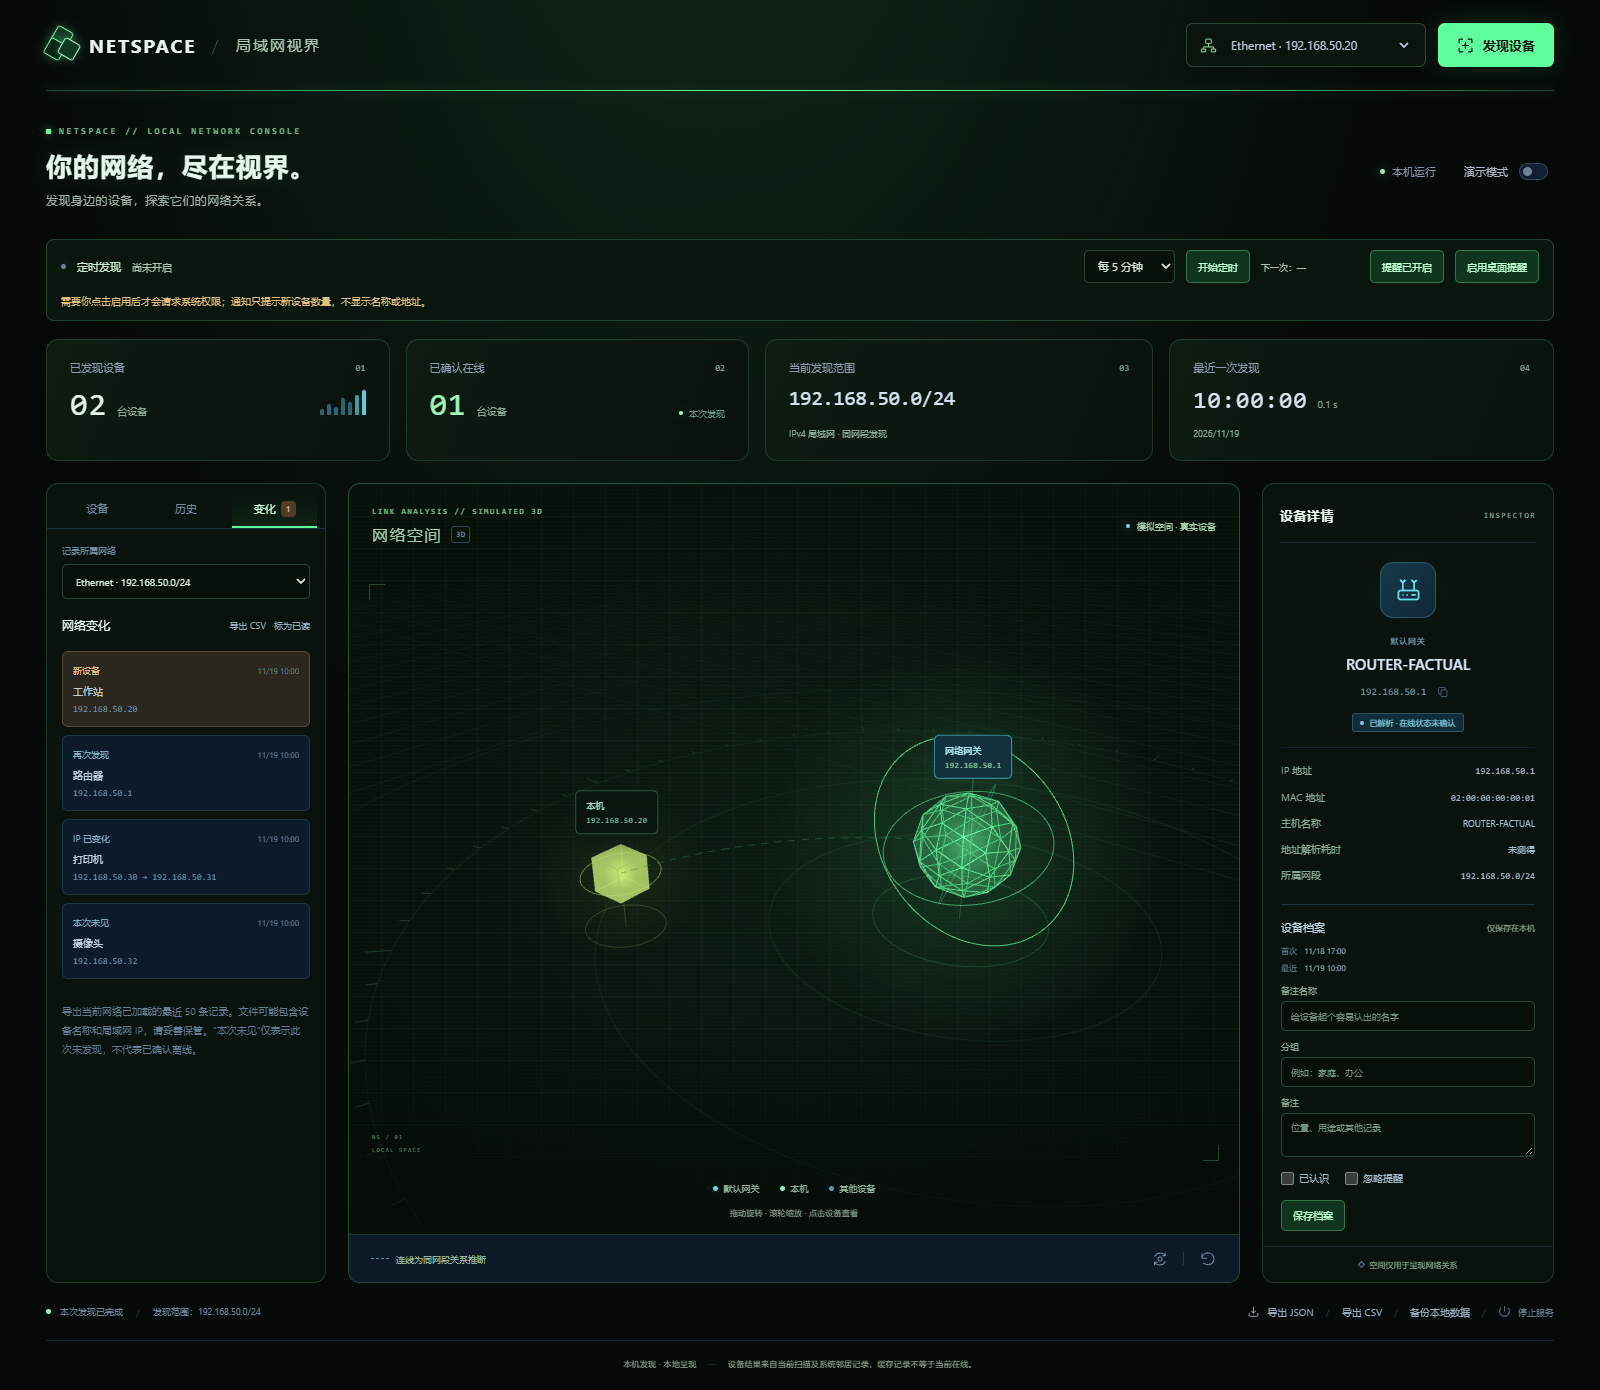 NETSPACE / 局域网视界
Ethernet · 192.168.50.20
发现设备
NETSPACE // LOCAL NETWORK CONSOLE
你的网络，尽在视界。
发现身边的设备，探索它们的网络关系。
本机运行
演示模式
定时发现 尚未开启
每 5 分钟
开始定时
下一次：—
提醒已开启
启用桌面提醒
需要你点击启用后才会请求系统权限；通知只提示新设备数量，不显示名称或地址。
已发现设备 01
02 台设备
已确认在线 02
01 台设备
本次发现
当前发现范围 03
192.168.50.0/24
IPv4 局域网 · 同网段发现
最近一次发现 04
10:00:00 0.1 s
2026/11/19
设备 历史 变化 1
记录所属网络
Ethernet · 192.168.50.0/24
网络变化 导出 CSV 标为已读
新设备 11/19 10:00
工作站
192.168.50.20
再次发现 11/19 10:00
路由器
192.168.50.1
IP 已变化 11/19 10:00
打印机
192.168.50.30 → 192.168.50.31
本次未见 11/19 10:00
摄像头
192.168.50.32
导出当前网络已加载的最近 50 条记录。文件可能包含设
备名称和局域网 IP，请妥善保管。"本次未见"仅表示此
次未发现，不代表已确认离线。
LINK ANALYSIS // SIMULATED 3D
网络空间 3D
模拟空间 · 真实设备
网络网关
192.168.50.1
本机
192.168.50.20
NS / 01
LOCAL SPACE
默认网关 本机 其他设备
拖动旋转 · 滚轮缩放 · 点击设备查看
连线为同网段关系推断
设备详情 INSPECTOR
默认网关
ROUTER-FACTUAL
192.168.50.1
已解析 · 在线状态未确认
IP 地址 192.168.50.1
MAC 地址 02:00:00:00:00:01
主机名称 ROUTER-FACTUAL
地址解析耗时 未测得
所属网段 192.168.50.0/24
设备档案 仅保存在本机
首次 11/18 17:00
最近 11/19 10:00
备注名称
给设备起个容易认出的名字
分组
例如：家庭、办公
备注
位置、用途或其他记录
已认识 忽略提醒
保存档案
空间仅用于呈现网络关系
本次发现已完成 / 发现范围：192.168.50.0/24
导出 JSON / 导出 CSV / 备份本地数据 / 停止服务
本机发现 · 本地呈现 — 设备结果来自当前扫描及系统邻居记录，缓存记录不等于当前在线。